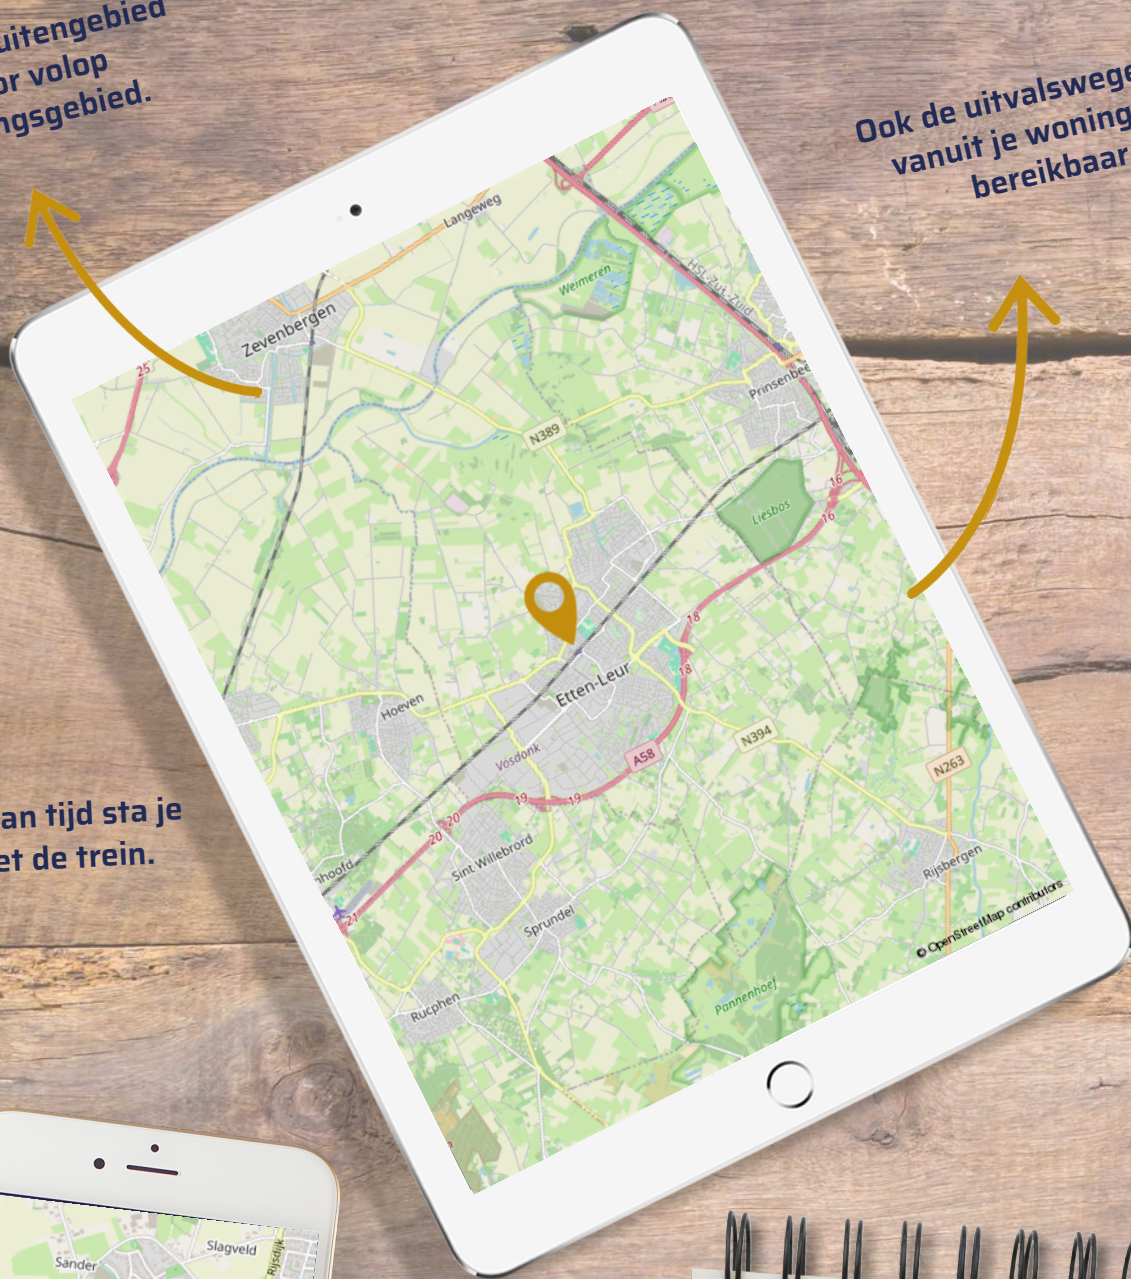 uitengebied
or volop
ngsgebied.
Ook de uitvalswege
vanuit je woning
bereikbaar
Langeweg
Weimeren
HSL-Zuid
Zevenbergen
25
Prinsenbee
N389
16
Liesbos
16
18
18
Etten-Leur
Hoeven
N394
Vosdonk
A58
N263
19
19
20
20
an tijd sta je
et de trein.
Sint Willebrord
Rijsbergen
nhoofd
21
Sprundel
© OpenStreetMap contributors
Pannenhoef
Rucphen
Slagveld
Rijsdijk
Sander